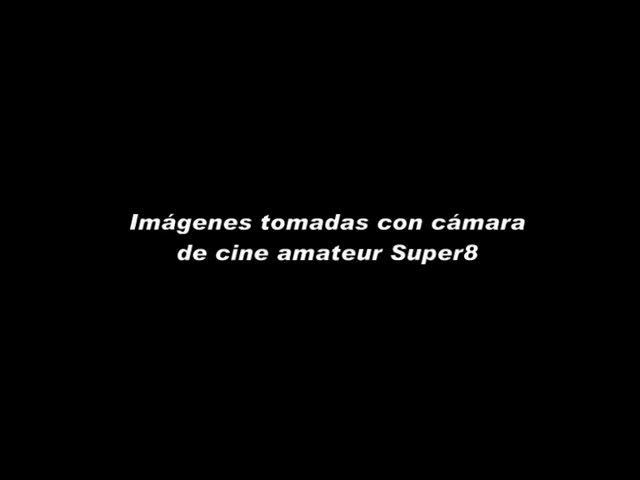 Imágenes tomadas con cámara
de cine amateur Super8